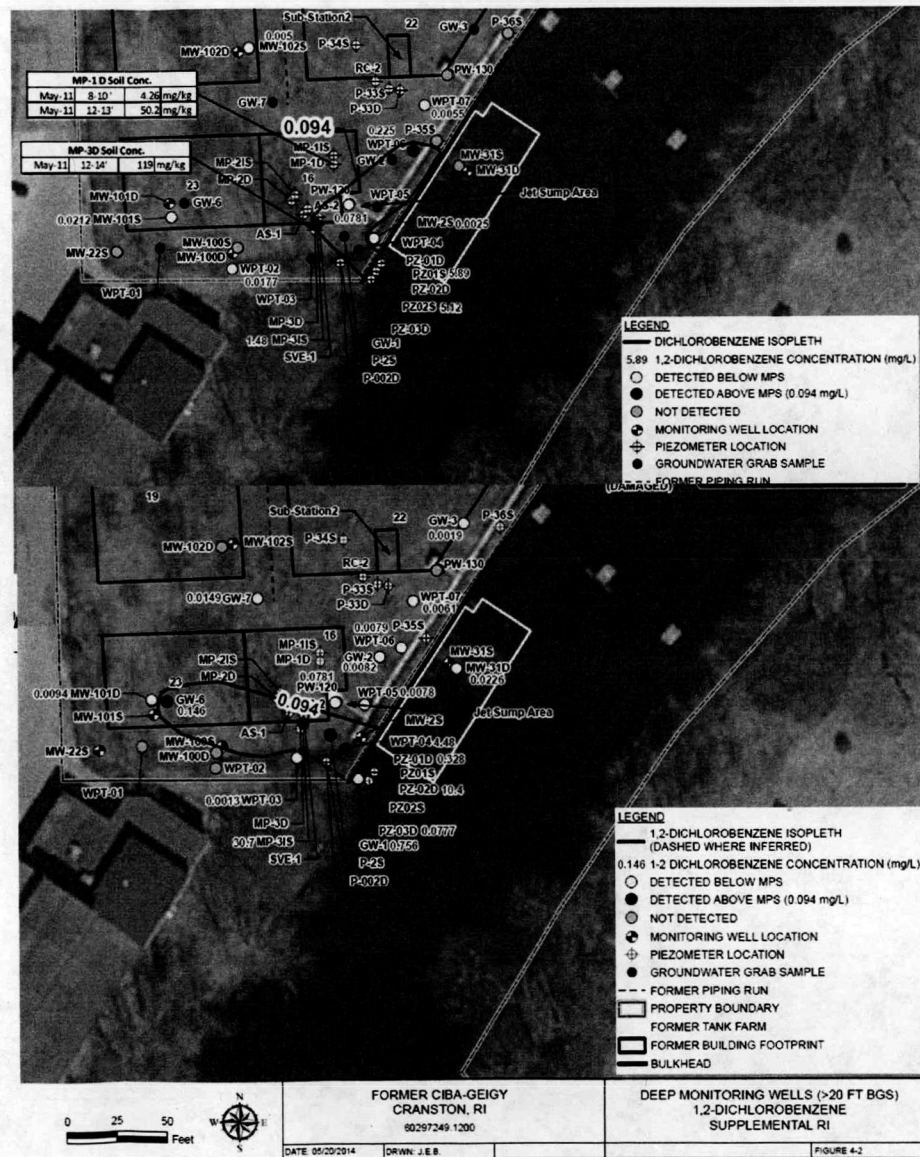 Sub-Station2
22
GW-3
P-36S
0.005
MW-102D
MW-102S
P-34S
RC-2
PW-130
MP-1 D Soil Conc.
May-11 8-10' 4.26 mg/kg
May-11 12-13' 50.2 mg/kg
P-33S
P-33D
GW-7
WPT-07
0.0055
0.094
0.225
P-35S
WPT-06
MP-1IS
MP-1D
GW-2
MP-3D Soil Conc.
May-11 12-14' 119 mg/kg
MP-2IS
MP-2D
16
MW-31S
MW-31D
PW-120
WPT-05
Jet Sump Area
23
MW-101D
GW-6
AS-2
0.0781
0.0212 MW-101S
AS-1
MW-2S 0.0025
MW-22S
MW-100S
MW-100D
WPT-04
PZ-01D
WPT-02
0.0177
PZ01S 5.89
PZ-02D
WPT-01
WPT-03
PZ02S 5.12
MP-3D
PZ-03D
1.48 MP-3IS
GW-1
SVE-1
P-2S
P-002D
LEGEND
DICHLOROBENZENE ISOPLETH
5.89 1,2-DICHLOROBENZENE CONCENTRATION (mg/L)
DETECTED BELOW MPS
DETECTED ABOVE MPS (0.094 mg/L)
NOT DETECTED
MONITORING WELL LOCATION
PIEZOMETER LOCATION
GROUNDWATER GRAB SAMPLE
FORMER PIPING RUN
(DAMAGED)
19
Sub-Station2
22
GW-3
0.0019
P-36S
MW-102D
MW-102S
P-34S
RC-2
PW-130
P-33S
P-33D
0.0149 GW-7
WPT-07
0.0061
0.0079
P-35S
WPT-06
16
MP-1IS
MP-1D
GW-2
0.0082
MW-31S
MW-31D
0.0226
MP-2IS
MP-2D
0.0781
PW-120
23
0.0094 MW-101D
GW-6
0.146
0.094
WPT-05 0.0078
Jet Sump Area
MW-101S
AS-1
MW-2S
MW-22S
MW-100S
MW-100D
WPT-04 4.48
PZ-01D 0.328
WPT-02
PZ01S
PZ-02D 10.4
WPT-01
0.0013 WPT-03
PZ02S
MP-3D
PZ-03D 0.0777
30.7 MP-3IS
GW-1 0.756
SVE-1
P-2S
P-002D
LEGEND
1,2-DICHLOROBENZENE ISOPLETH
(DASHED WHERE INFERRED)
0.146 1-2 DICHLOROBENZENE CONCENTRATION (mg/L)
DETECTED BELOW MPS
DETECTED ABOVE MPS (0.094 mg/L)
NOT DETECTED
MONITORING WELL LOCATION
PIEZOMETER LOCATION
GROUNDWATER GRAB SAMPLE
FORMER PIPING RUN
PROPERTY BOUNDARY
FORMER TANK FARM
FORMER BUILDING FOOTPRINT
BULKHEAD
0 25 50
Feet
N
W E
S
FORMER CIBA-GEIGY
CRANSTON, RI
60297249.1200
DEEP MONITORING WELLS (>20 FT BGS)
1,2-DICHLOROBENZENE
SUPPLEMENTAL RI
DATE: 05/20/2014
DRWN: J.E.B.
FIGURE 4-2